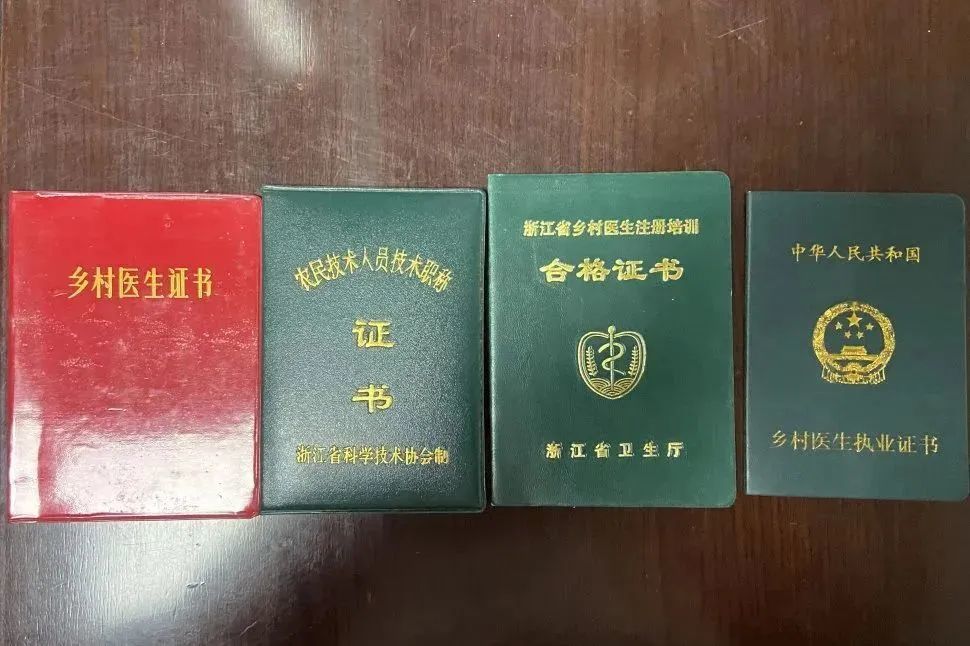 乡村医生证书
农民技术人员技术职称
证
书
浙江省科学技术协会制
浙江省乡村医生注册培训
合格证书
浙江省卫生厅
中华人民共和国
乡村医生执业证书